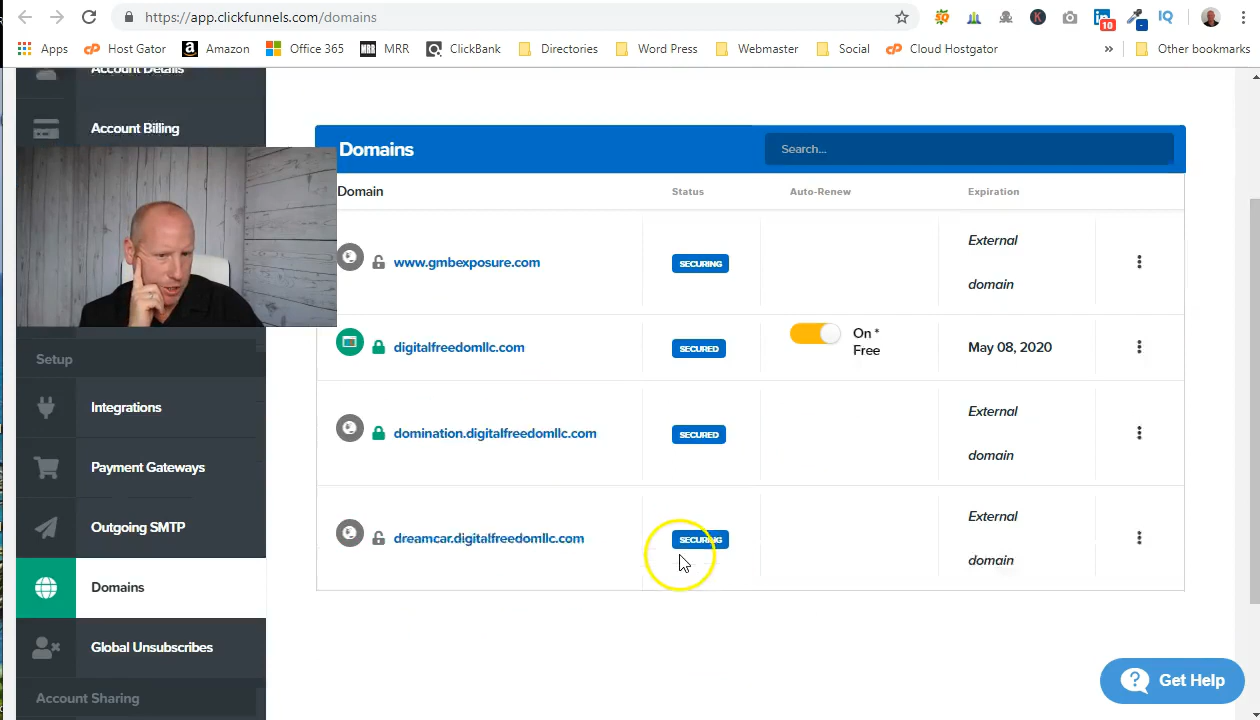 https://app.clickfunnels.com/domains
10
Apps
Host Gator
Amazon
Office 365
MRR
MRR
ClickBank
Directories
Word Press
Webmaster
Social
Cloud Hostgator
»
Other bookmarks
Account Details
Account Billing
Domains
Search...
Domain
Status
Auto-Renew
Expiration
www.gmbexposure.com
SECURING
External
domain
digitalfreedomllc.com
SECURED
On *
Free
May 08, 2020
domination.digitalfreedomllc.com
SECURED
External
domain
dreamcar.digitalfreedomllc.com
SECURING
External
domain
Setup
Integrations
Payment Gateways
Outgoing SMTP
Domains
Global Unsubscribes
Account Sharing
? Get Help